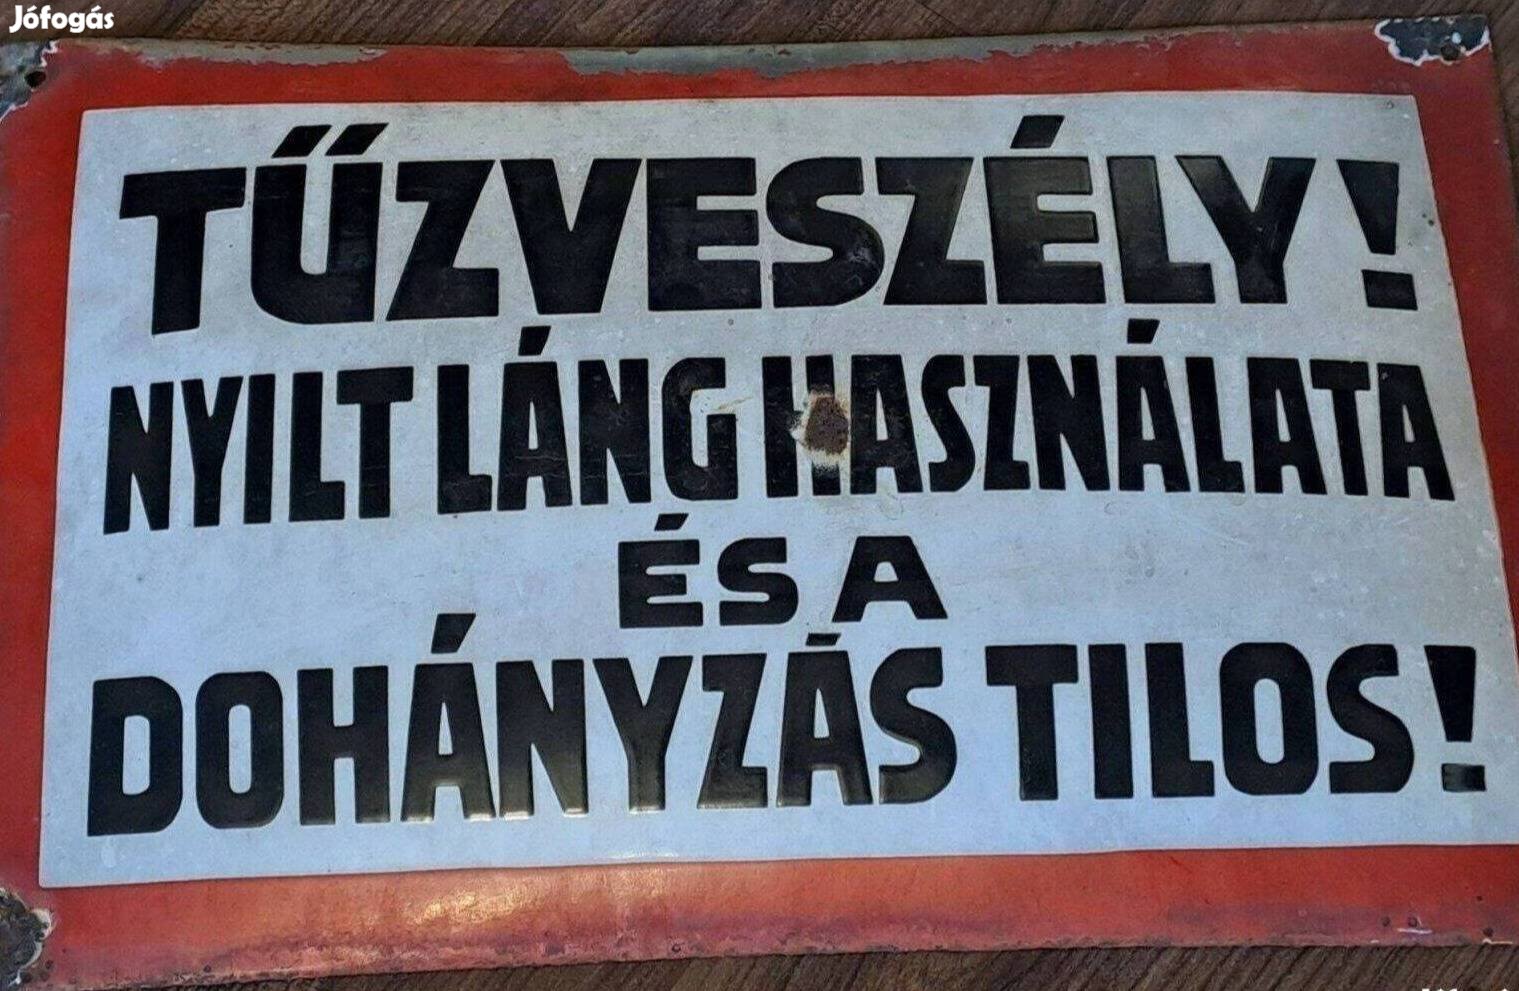 Jófogás
TŰZVESZÉLY!
NYILT LÁNG HASZNÁLATA
ÉS A
DOHÁNYZÁS TILOS!